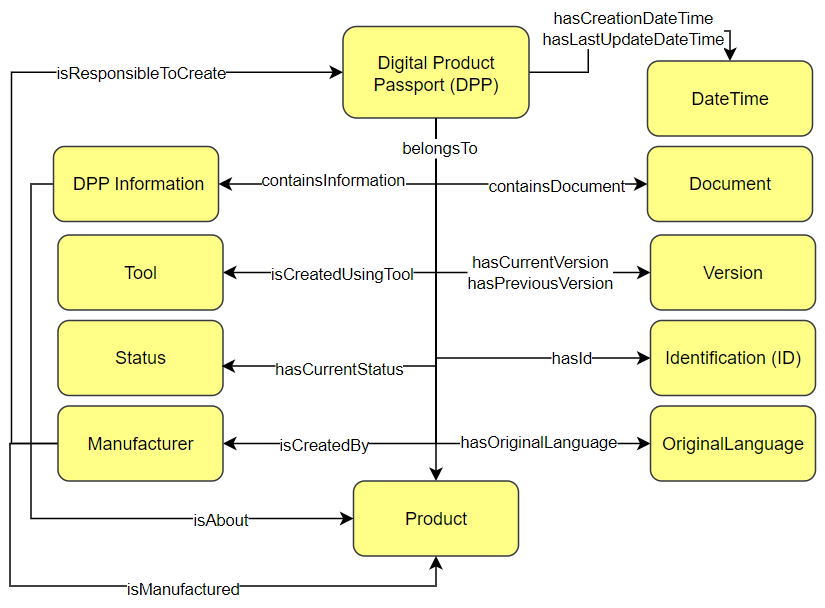 hasCreationDateTime
hasLastUpdateDateTime
Digital Product
Passport (DPP)
isResponsibleToCreate
DateTime
belongsTo
DPP Information
containsInformation
containsDocument
Document
Tool
isCreatedUsingTool
hasCurrentVersion
hasPreviousVersion
Version
Status
hasCurrentStatus
hasId
Identification (ID)
Manufacturer
isCreatedBy
hasOriginalLanguage
OriginalLanguage
isAbout
Product
isManufactured